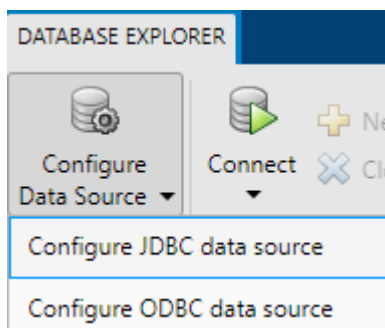 DATABASE EXPLORER
Configure
Data Source
Connect
Configure JDBC data source
Configure ODBC data source